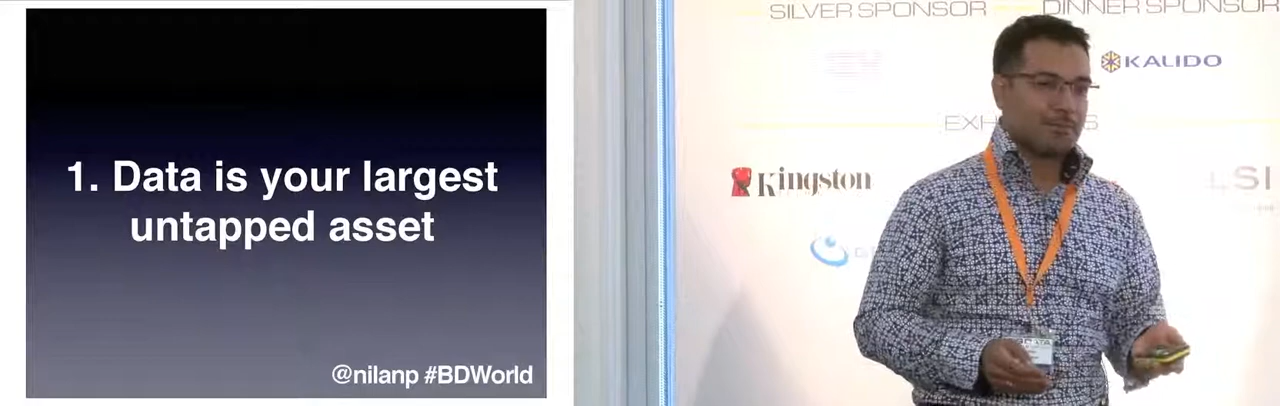 1. Data is your largest
untapped asset
@nilanp #BDWorld
SILVER SPONSOR
DINNER SPONSOR
KALIDO
Kingston
LSI